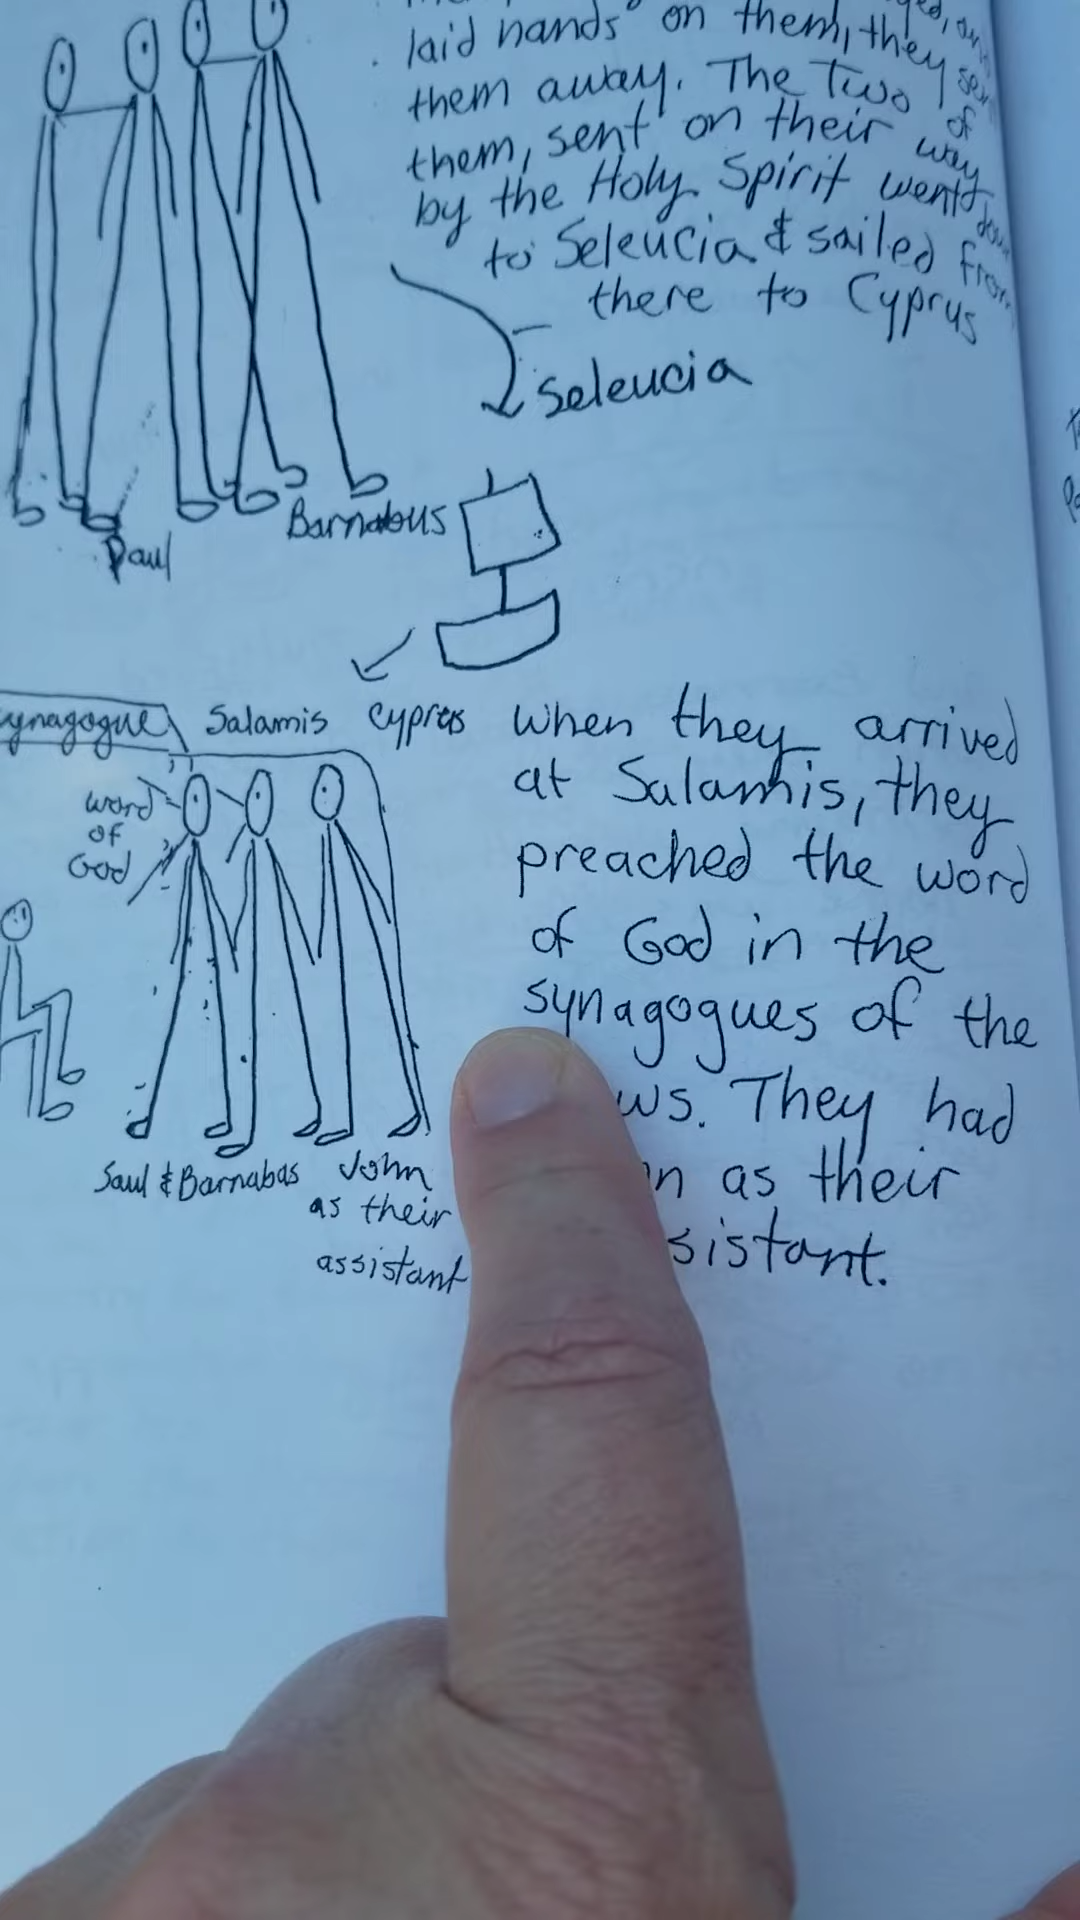 laid hands on them, they
them away. The Two of
them, sent on their way
by the Holy Spirit went down
to Seleucia & sailed from
there to Cyprus
Seleucia
Barnabus
Paul
synagogue Salamis Cyprus
word
of
God
Saul & Barnabas John
as their
assistant
when they arrived
at Salamis, they
preached the word
of God in the
synagogues of the
ws. They had
n as their
sistant.